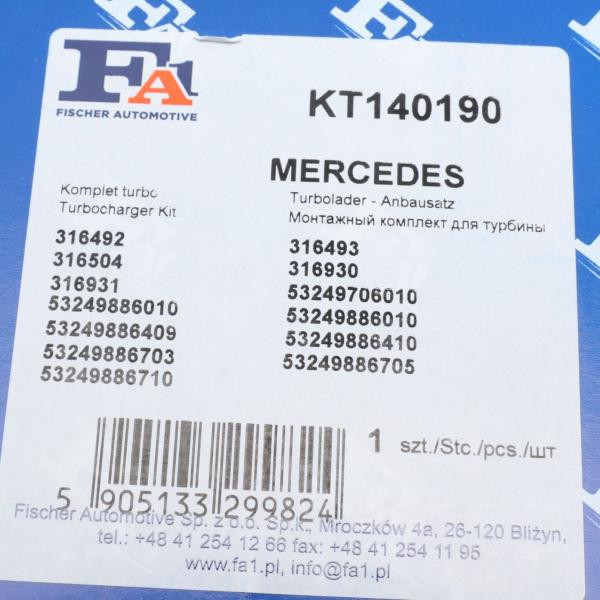 FA1
FISCHER AUTOMOTIVE
KT140190
MERCEDES
Komplet turbo
Turbocharger Kit
Turbolader - Anbausatz
Монтажный комплект для турбины
316492
316504
316931
53249886010
53249886409
53249886703
53249886710
316493
316930
53249706010
53249886010
53249886410
53249886705
1 szt./Stc./pcs./шт
5 905133 299824
Fischer Automotive Sp. z o.o. Sp.k., Mroczków 4a, 26-120 Bliżyn,
tel.: +48 41 254 12 66 fax: +48 41 254 11 95
www.fa1.pl, info@fa1.pl